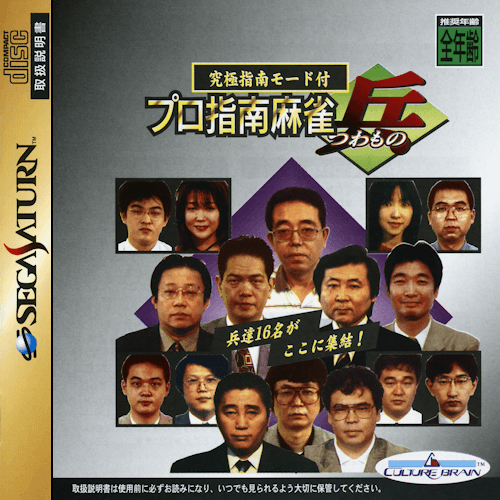 COMPACT
disc
取扱説明書
SEGA SATURN™
推奨年齢
全年齢
究極指南モード付
プロ指南麻雀
兵
つわもの
兵達16名が
ここに集結！
CULTURE BRAIN™
取扱説明書は使用前に必ずお読みになり、いつでも見られるよう大切に保管してください。